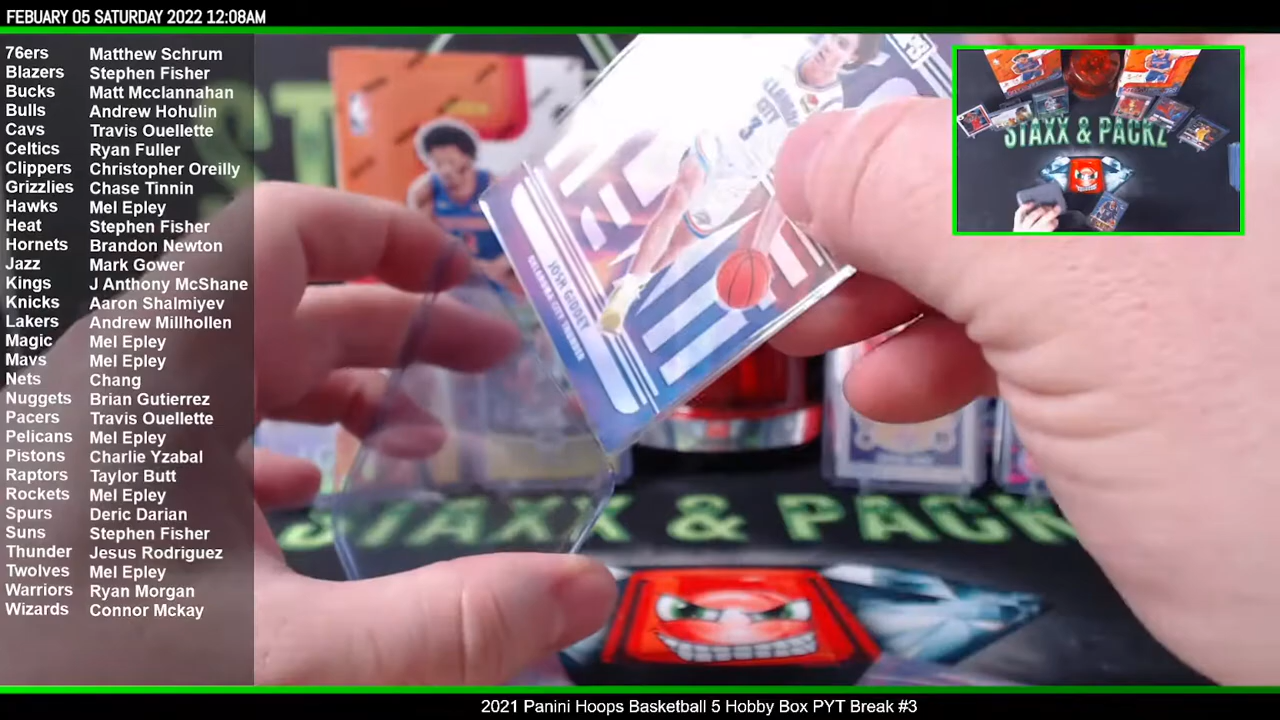 FEBUARY 05 SATURDAY 2022 12:08AM
76ers Matthew Schrum
Blazers Stephen Fisher
Bucks Matt Mcclannahan
Bulls Andrew Hohulin
Cavs Travis Ouellette
Celtics Ryan Fuller
Clippers Christopher Oreilly
Grizzlies Chase Tinnin
Hawks Mel Epley
Heat Stephen Fisher
Hornets Brandon Newton
Jazz Mark Gower
Kings J Anthony McShane
Knicks Aaron Shalmiyev
Lakers Andrew Millhollen
Magic Mel Epley
Mavs Mel Epley
Nets Chang
Nuggets Brian Gutierrez
Pacers Travis Ouellette
Pelicans Mel Epley
Pistons Charlie Yzabal
Raptors Taylor Butt
Rockets Mel Epley
Spurs Deric Darian
Suns Stephen Fisher
Thunder Jesus Rodriguez
Twolves Mel Epley
Warriors Ryan Morgan
Wizards Connor Mckay
CITY
3
JOSH GIDDEY
OKLAHOMA CITY THUNDER
STAXX & PACKZ
STAXX & PACK
2021 Panini Hoops Basketball 5 Hobby Box PYT Break #3